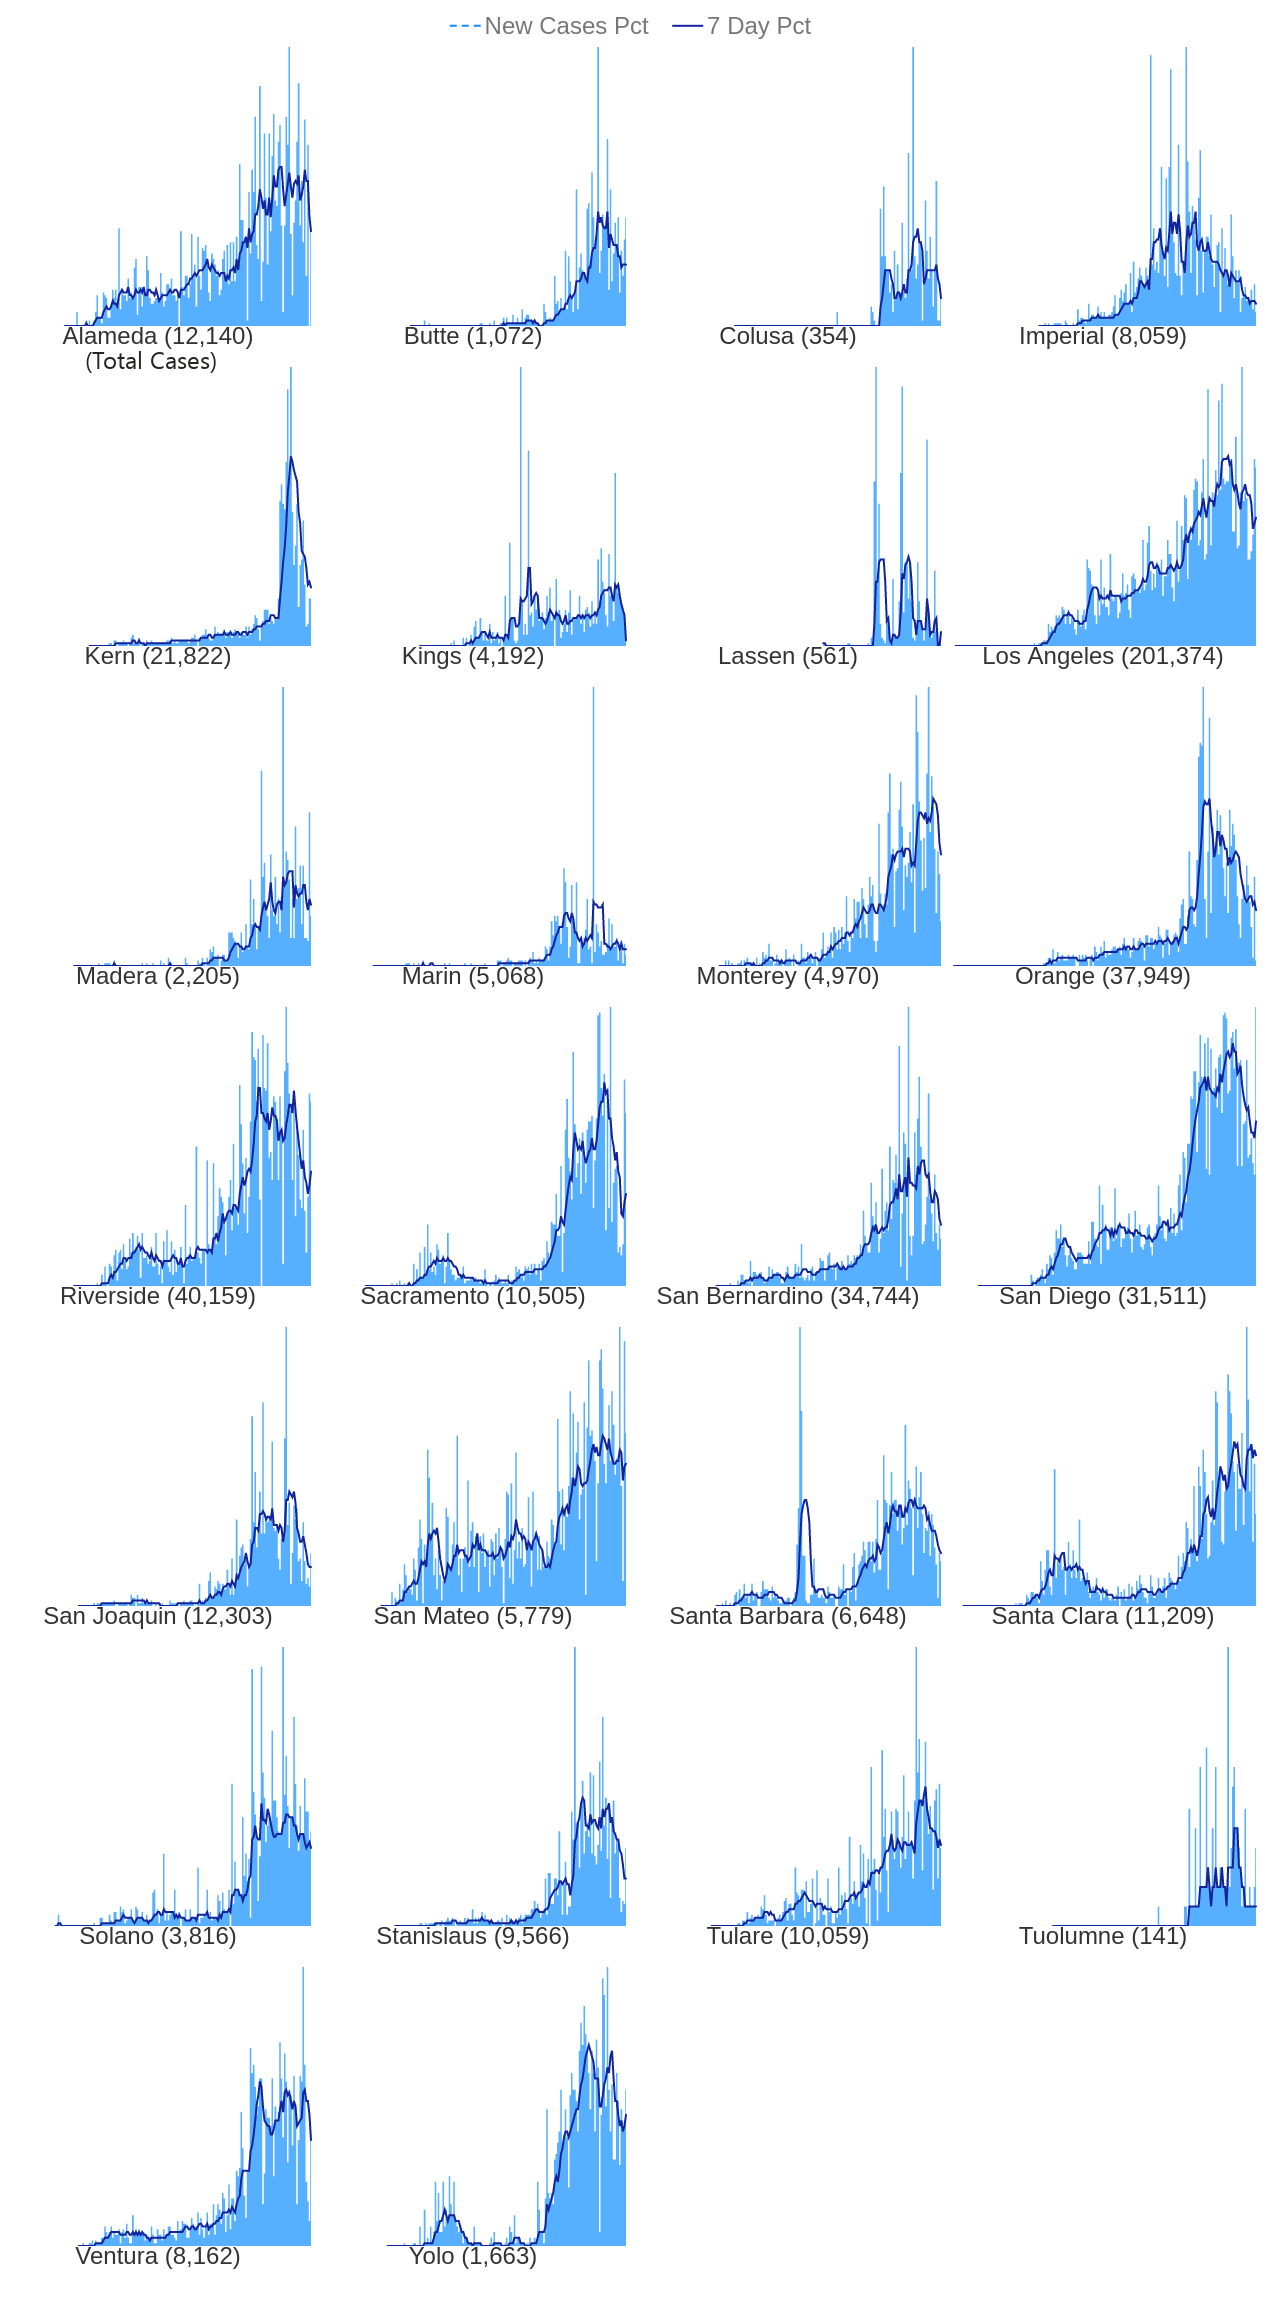 New Cases Pct 7 Day Pct
Alameda (12,140) Butte (1,072) Colusa (354) Imperial (8,059)
(Total Cases)
Kern (21,822) Kings (4,192) Lassen (561) Los Angeles (201,374)
Madera (2,205) Marin (5,068) Monterey (4,970) Orange (37,949)
Riverside (40,159) Sacramento (10,505) San Bernardino (34,744) San Diego (31,511)
San Joaquin (12,303) San Mateo (5,779) Santa Barbara (6,648) Santa Clara (11,209)
Solano (3,816) Stanislaus (9,566) Tulare (10,059) Tuolumne (141)
Ventura (8,162) Yolo (1,663)